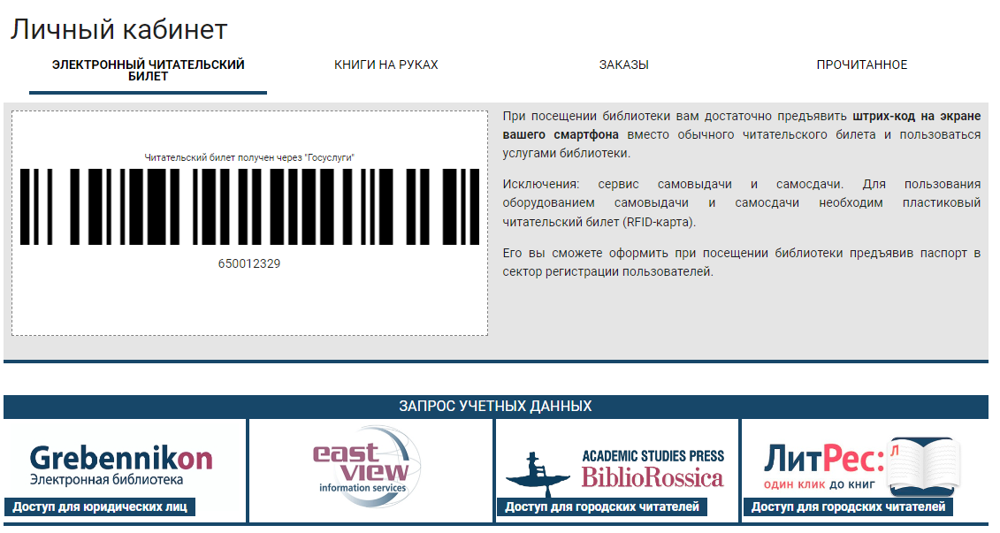 Личный кабинет
ЭЛЕКТРОННЫЙ ЧИТАТЕЛЬСКИЙ
БИЛЕТ
КНИГИ НА РУКАХ
ЗАКАЗЫ
ПРОЧИТАННОЕ
Читательский билет получен через "Госуслуги"
650012329
При посещении библиотеки вам достаточно предъявить штрих-код на экране
вашего смартфона вместо обычного читательского билета и пользоваться
услугами библиотеки.
Исключения: сервис самовыдачи и самосдачи. Для пользования
оборудованием самовыдачи и самосдачи необходим пластиковый
читательский билет (RFID-карта).
Его вы сможете оформить при посещении библиотеки предъявив паспорт в
сектор регистрации пользователей.
ЗАПРОС УЧЕТНЫХ ДАННЫХ
Grebennikon
Электронная библиотека
Доступ для юридических лиц
east
view
information services
ACADEMIC STUDIES PRESS
BiblioRossica
Доступ для городских читателей
ЛитРес:
один клик до книг
Л
Доступ для городских читателей